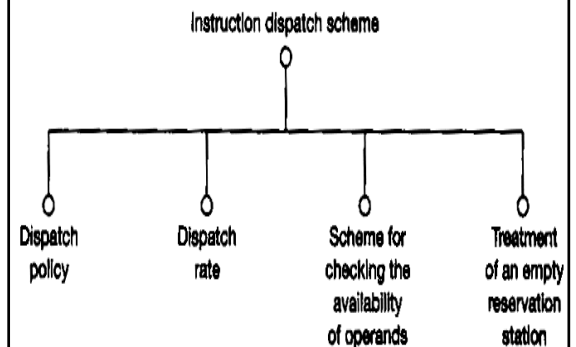 Instruction dispatch scheme
Dispatch
policy
Dispatch
rate
Scheme for
checking the
availability
of operands
Treatment
of an empty
reservation
station